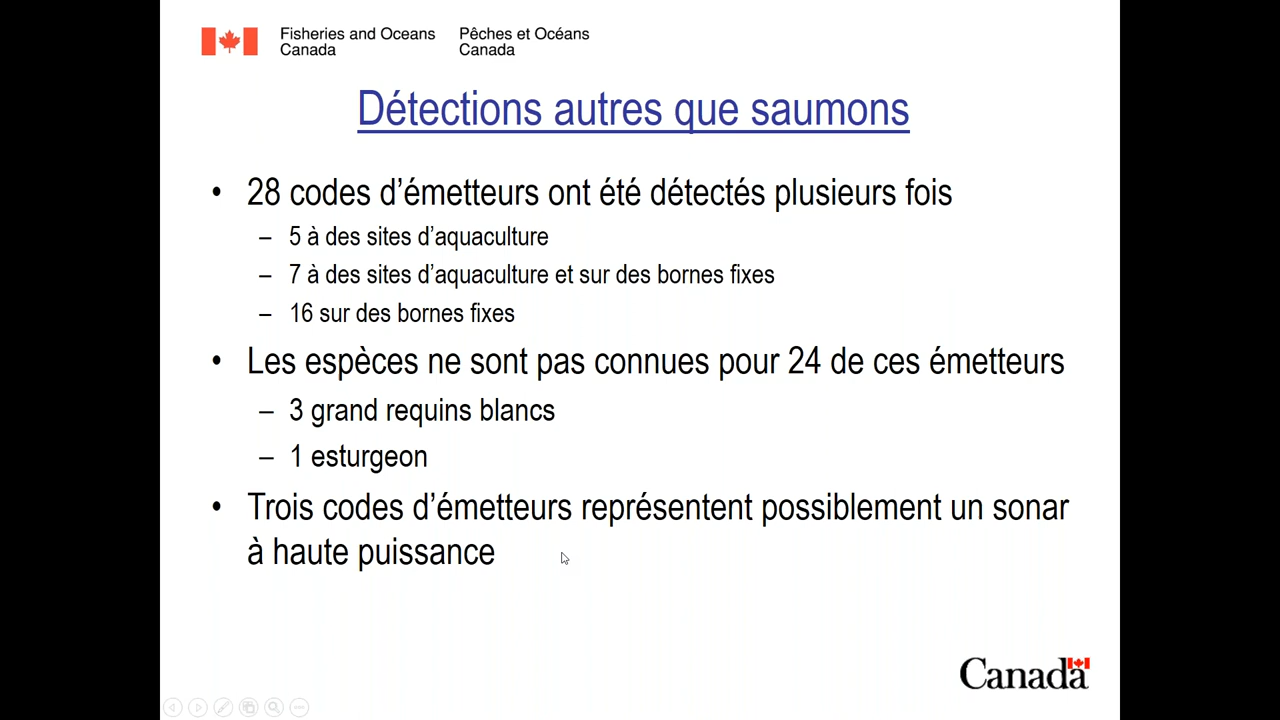 Fisheries and Oceans Pêches et Océans
Canada Canada
Détections autres que saumons
• 28 codes d’émetteurs ont été détectés plusieurs fois
– 5 à des sites d’aquaculture
– 7 à des sites d’aquaculture et sur des bornes fixes
– 16 sur des bornes fixes
• Les espèces ne sont pas connues pour 24 de ces émetteurs
– 3 grand requins blancs
– 1 esturgeon
• Trois codes d’émetteurs représentent possiblement un sonar
à haute puissance
Canada